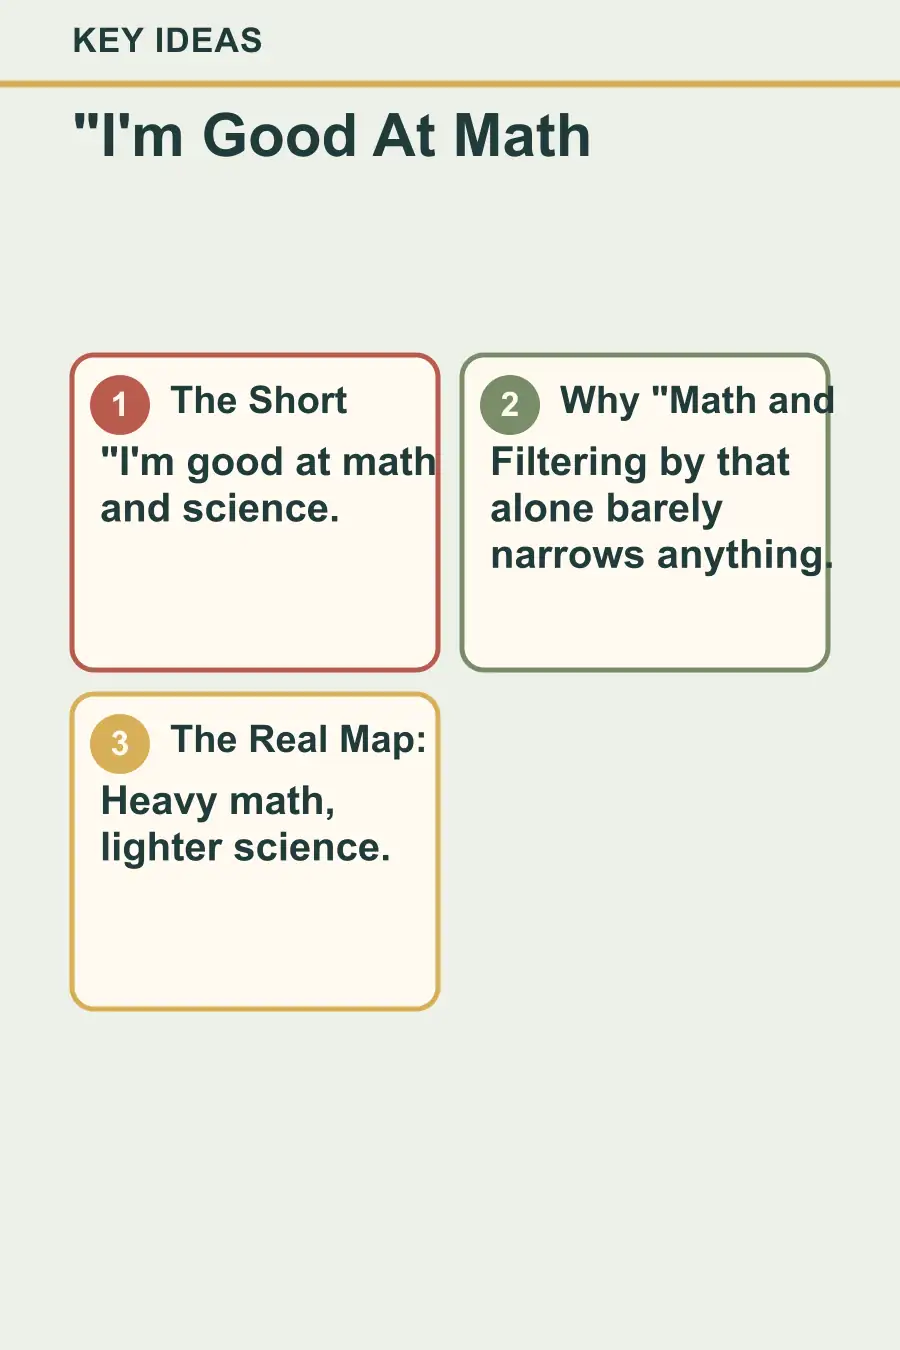 KEY IDEAS
"I'm Good At Math
1 The Short
"I'm good at math
and science.
2 Why "Math and
Filtering by that
alone barely
narrows anything.
3 The Real Map:
Heavy math,
lighter science.